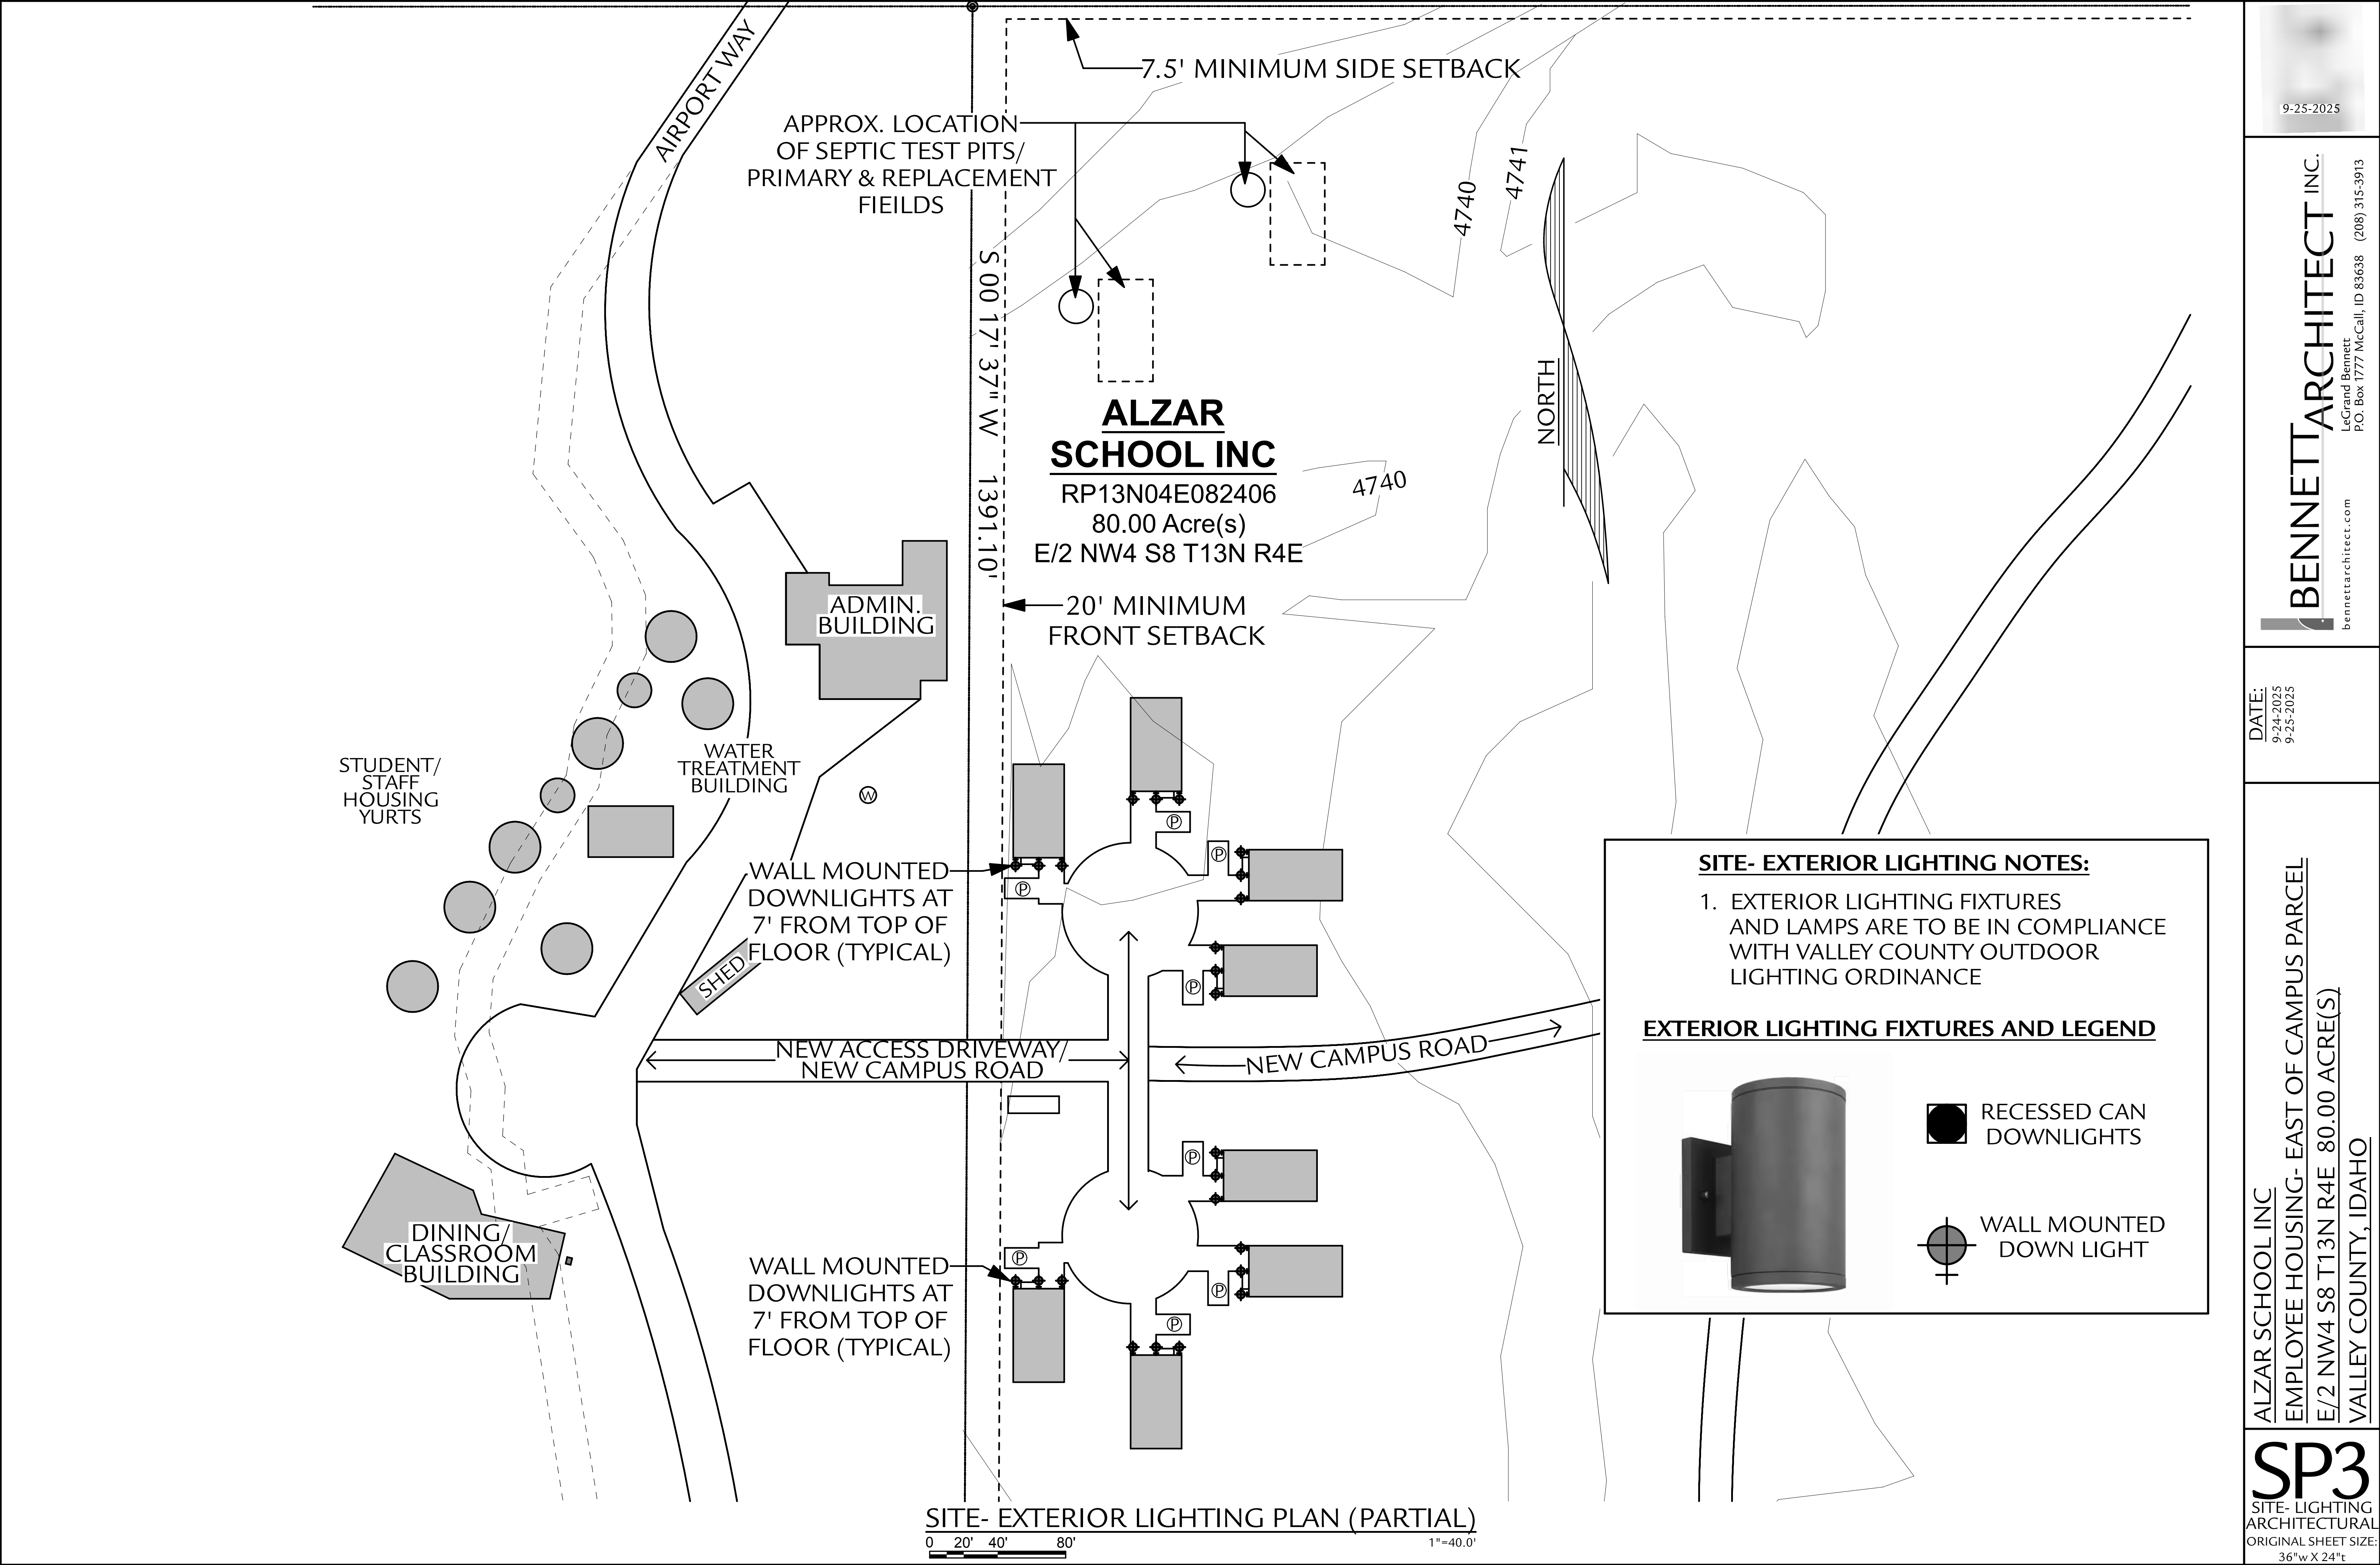 AIRPORT WAY
7.5' MINIMUM SIDE SETBACK
APPROX. LOCATION
OF SEPTIC TEST PITS/
PRIMARY & REPLACEMENT
FIEILDS
4740
4741
S 00 17' 37" W 1391.10'
NORTH
ALZAR
SCHOOL INC
RP13N04E082406
80.00 Acre(s)
E/2 NW4 S8 T13N R4E
4740
20' MINIMUM
FRONT SETBACK
ADMIN.
BUILDING
STUDENT/
STAFF
HOUSING
YURTS
WATER
TREATMENT
BUILDING
W
WALL MOUNTED
DOWNLIGHTS AT
7' FROM TOP OF
FLOOR (TYPICAL)
P
P
P
P
SHED
NEW ACCESS DRIVEWAY/
NEW CAMPUS ROAD
NEW CAMPUS ROAD
DINING/
CLASSROOM
BUILDING
WALL MOUNTED
DOWNLIGHTS AT
7' FROM TOP OF
FLOOR (TYPICAL)
P
P
P
P
SITE- EXTERIOR LIGHTING NOTES:
1. EXTERIOR LIGHTING FIXTURES
AND LAMPS ARE TO BE IN COMPLIANCE
WITH VALLEY COUNTY OUTDOOR
LIGHTING ORDINANCE
EXTERIOR LIGHTING FIXTURES AND LEGEND
RECESSED CAN
DOWNLIGHTS
WALL MOUNTED
DOWN LIGHT
SITE- EXTERIOR LIGHTING PLAN (PARTIAL)
0 20' 40' 80'
1"=40.0'
9-25-2025
BENNETT ARCHITECT INC.
LeGrand Bennett
P.O. Box 1777 McCall, ID 83638 (208) 315-3913
bennettarchitect.com
DATE:
9-24-2025
9-25-2025
ALZAR SCHOOL INC
EMPLOYEE HOUSING- EAST OF CAMPUS PARCEL
E/2 NW4 S8 T13N R4E 80.00 ACRE(S)
VALLEY COUNTY, IDAHO
SP3
SITE- LIGHTING
ARCHITECTURAL
ORIGINAL SHEET SIZE:
36"w X 24"t